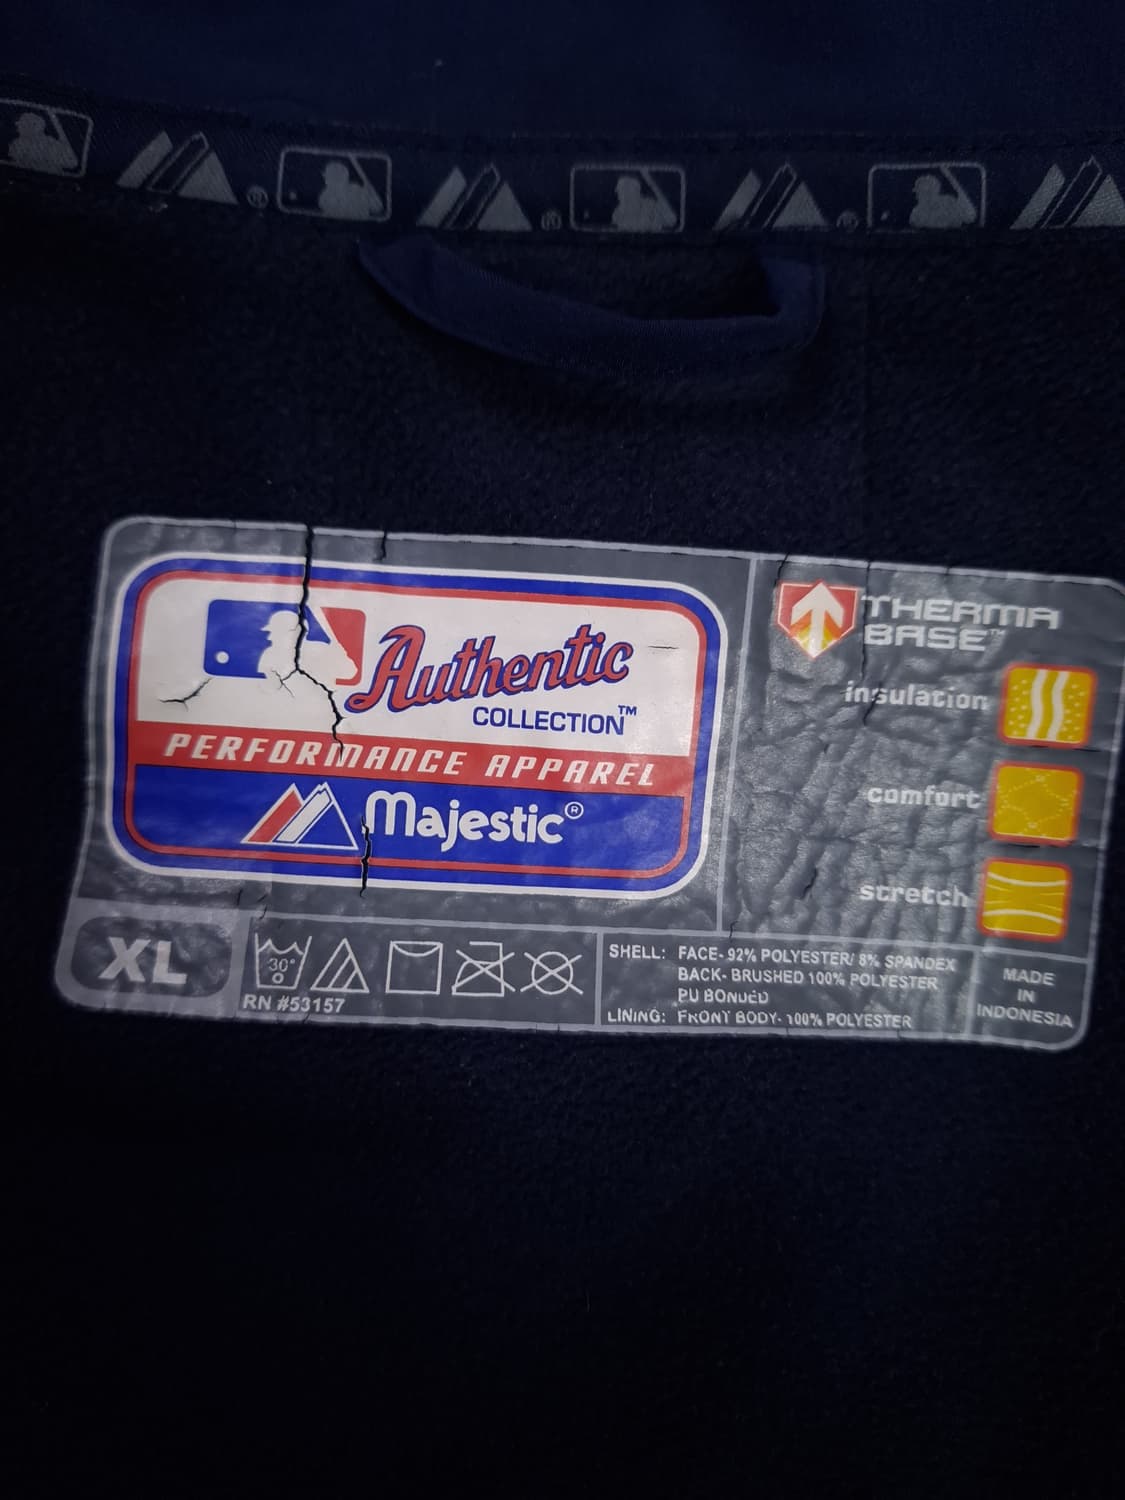 Authentic
COLLECTION™
PERFORMANCE APPAREL
Majestic®
THERMA
BASE™
insulation
comfort
stretch
XL
30°
RN #53157
SHELL: FACE- 92% POLYESTER/ 8% SPANDEX
BACK- BRUSHED 100% POLYESTER
PU BONDED
LINING: FRONT BODY- 100% POLYESTER
MADE
IN
INDONESIA